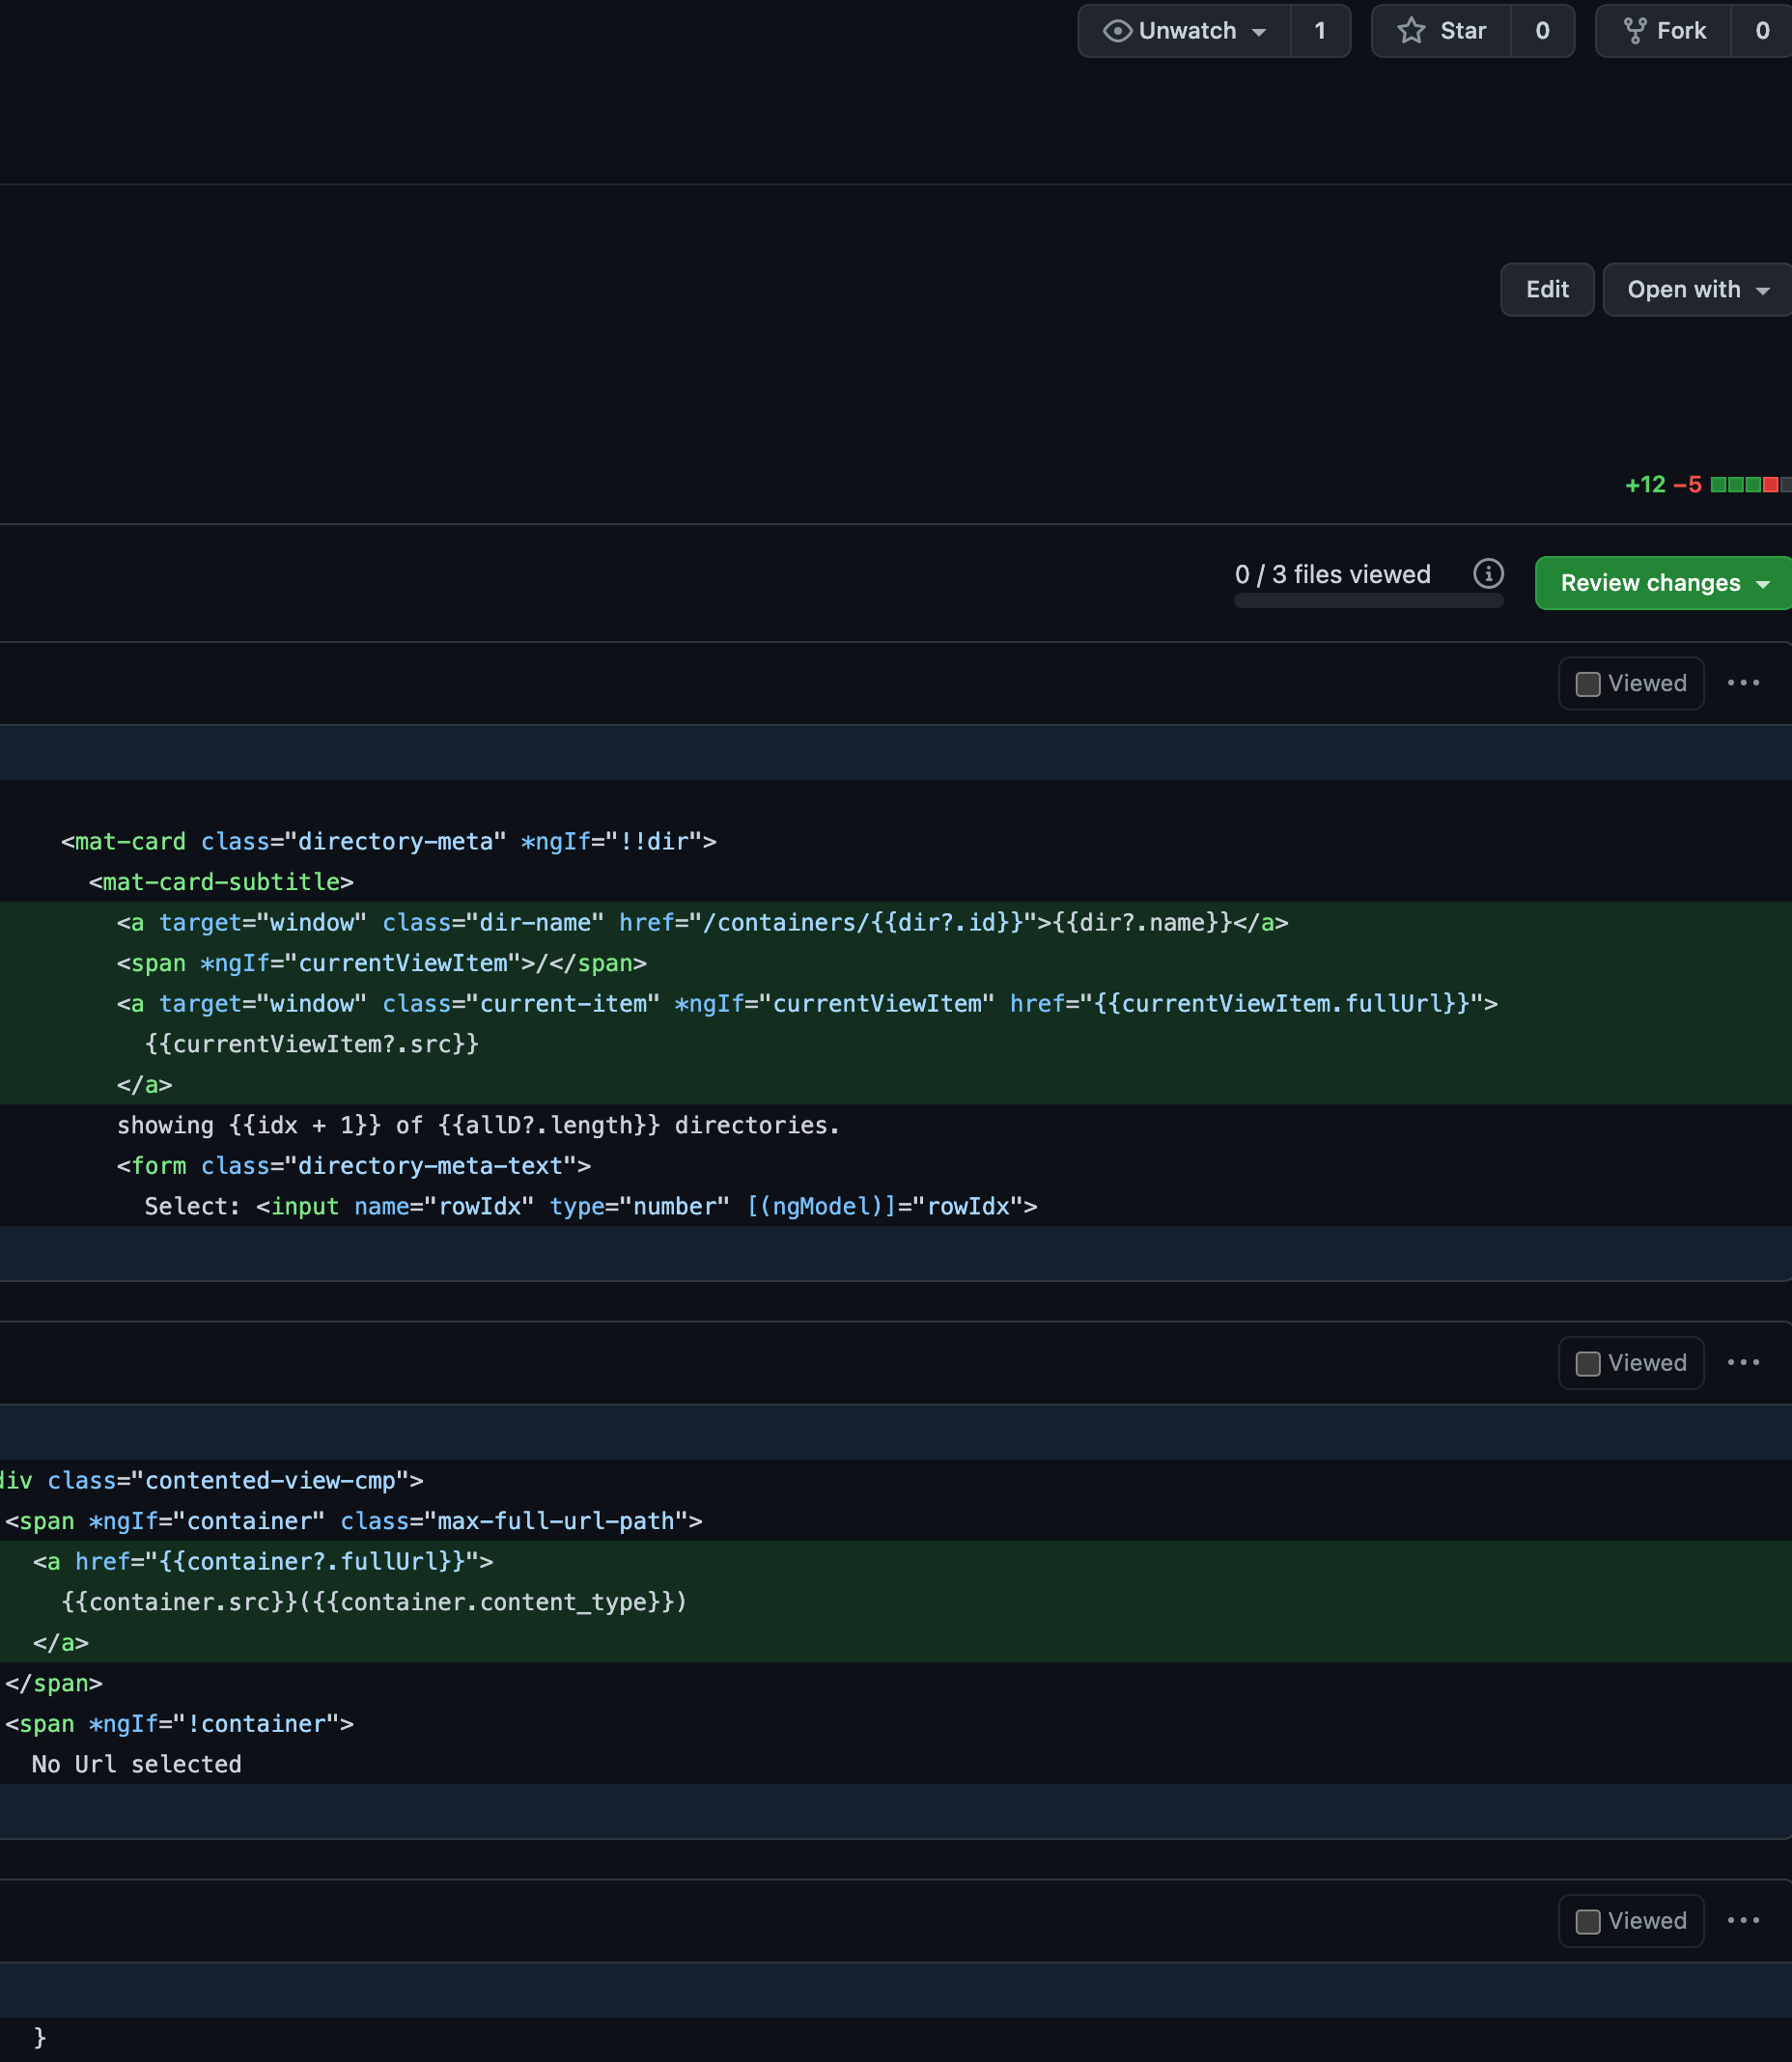 Unwatch 1 Star 0 Fork 0
Edit Open with
+12 −5
0 / 3 files viewed Review changes
Viewed ...
<mat-card class="directory-meta" *ngIf="!!dir">
<mat-card-subtitle>
<a target="window" class="dir-name" href="/containers/{{dir?.id}}">{{dir?.name}}</a>
<span *ngIf="currentViewItem">/</span>
<a target="window" class="current-item" *ngIf="currentViewItem" href="{{currentViewItem.fullUrl}}">
{{currentViewItem?.src}}
</a>
showing {{idx + 1}} of {{allD?.length}} directories.
<form class="directory-meta-text">
Select: <input name="rowIdx" type="number" [(ngModel)]="rowIdx">
Viewed ...
div class="contented-view-cmp">
<span *ngIf="container" class="max-full-url-path">
<a href="{{container?.fullUrl}}">
{{container.src}}({{container.content_type}})
</a>
</span>
<span *ngIf="!container">
No Url selected
Viewed ...
}